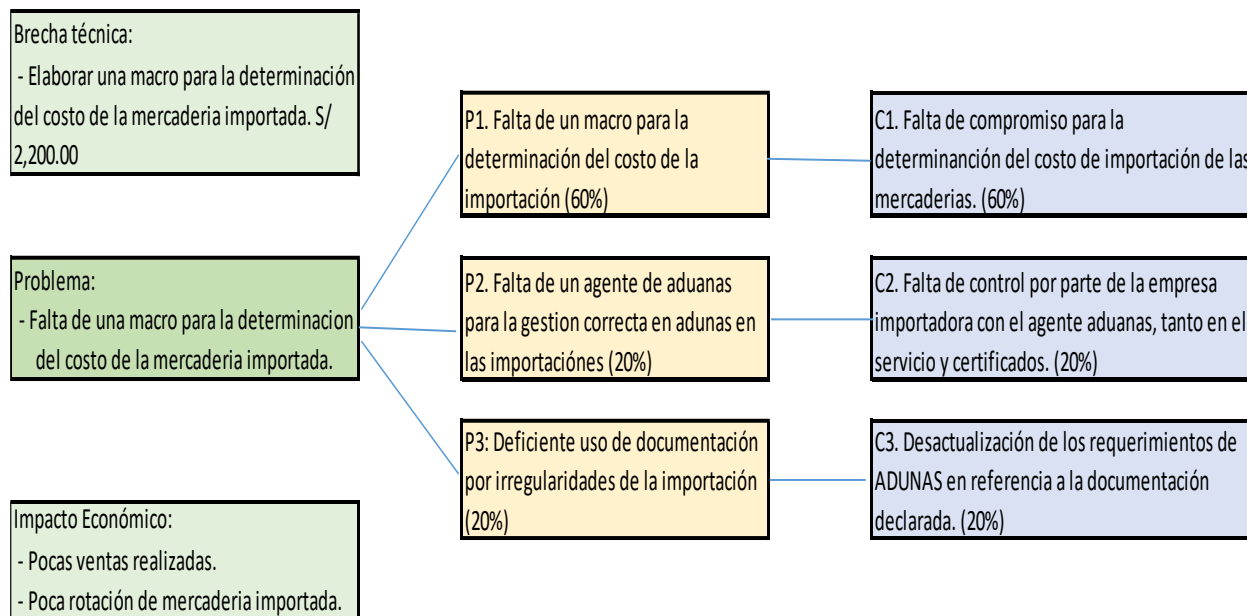 Brecha técnica:
- Elaborar una macro para la determinación
del costo de la mercaderia importada. S/
2,200.00
Problema:
- Falta de una macro para la determinacion
del costo de la mercaderia importada.
Impacto Económico:
- Pocas ventas realizadas.
- Poca rotación de mercaderia importada.
P1. Falta de un macro para la
determinación del costo de la
importación (60%)
P2. Falta de un agente de aduanas
para la gestion correcta en adunas en
las importaciónes (20%)
P3: Deficiente uso de documentación
por irregularidades de la importación
(20%)
C1. Falta de compromiso para la
determinanción del costo de importación de las
mercaderias. (60%)
C2. Falta de control por parte de la empresa
importadora con el agente aduanas, tanto en el
servicio y certificados. (20%)
C3. Desactualización de los requerimientos de
ADUNAS en referencia a la documentación
declarada. (20%)